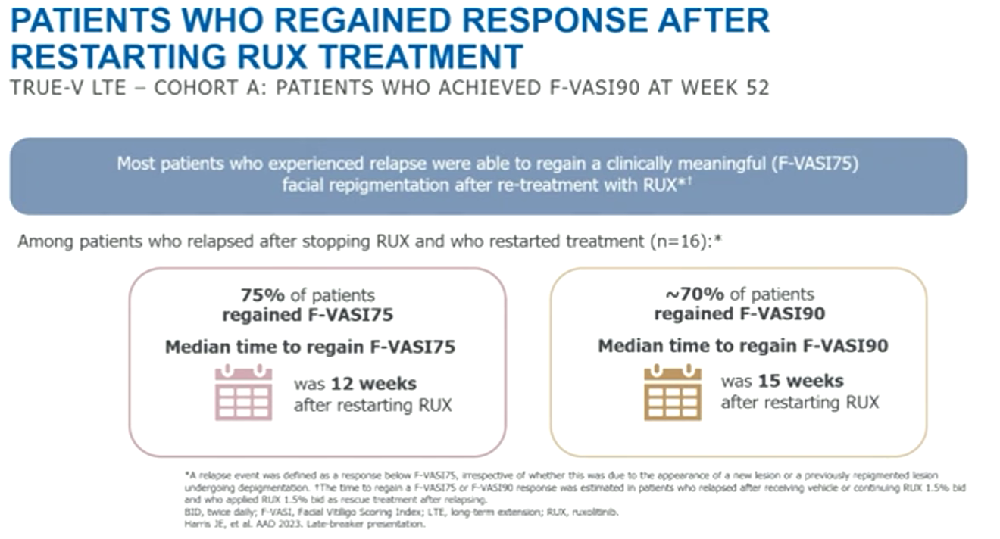 PATIENTS WHO REGAINED RESPONSE AFTER
RESTARTING RUX TREATMENT
TRUE-V LTE – COHORT A: PATIENTS WHO ACHIEVED F-VASI90 AT WEEK 52
Most patients who experienced relapse were able to regain a clinically meaningful (F-VASI75)
facial repigmentation after re-treatment with RUX*†
Among patients who relapsed after stopping RUX and who restarted treatment (n=16):*
75% of patients
regained F-VASI75
Median time to regain F-VASI75
was 12 weeks
after restarting RUX
~70% of patients
regained F-VASI90
Median time to regain F-VASI90
was 15 weeks
after restarting RUX
*A relapse event was defined as a response below F-VASI75, irrespective of whether this was due to the appearance of a new lesion or a previously repigmented lesion
undergoing depigmentation. †The time to regain a F-VASI75 or F-VASI90 response was estimated in patients who relapsed after receiving vehicle or continuing RUX 1.5% bid
and who applied RUX 1.5% bid as rescue treatment after relapsing.
BID, twice daily; F-VASI, Facial Vitiligo Scoring Index; LTE, long-term extension; RUX, ruxolitinib.
Harris JE, et al. AAD 2023. Late-breaker presentation.